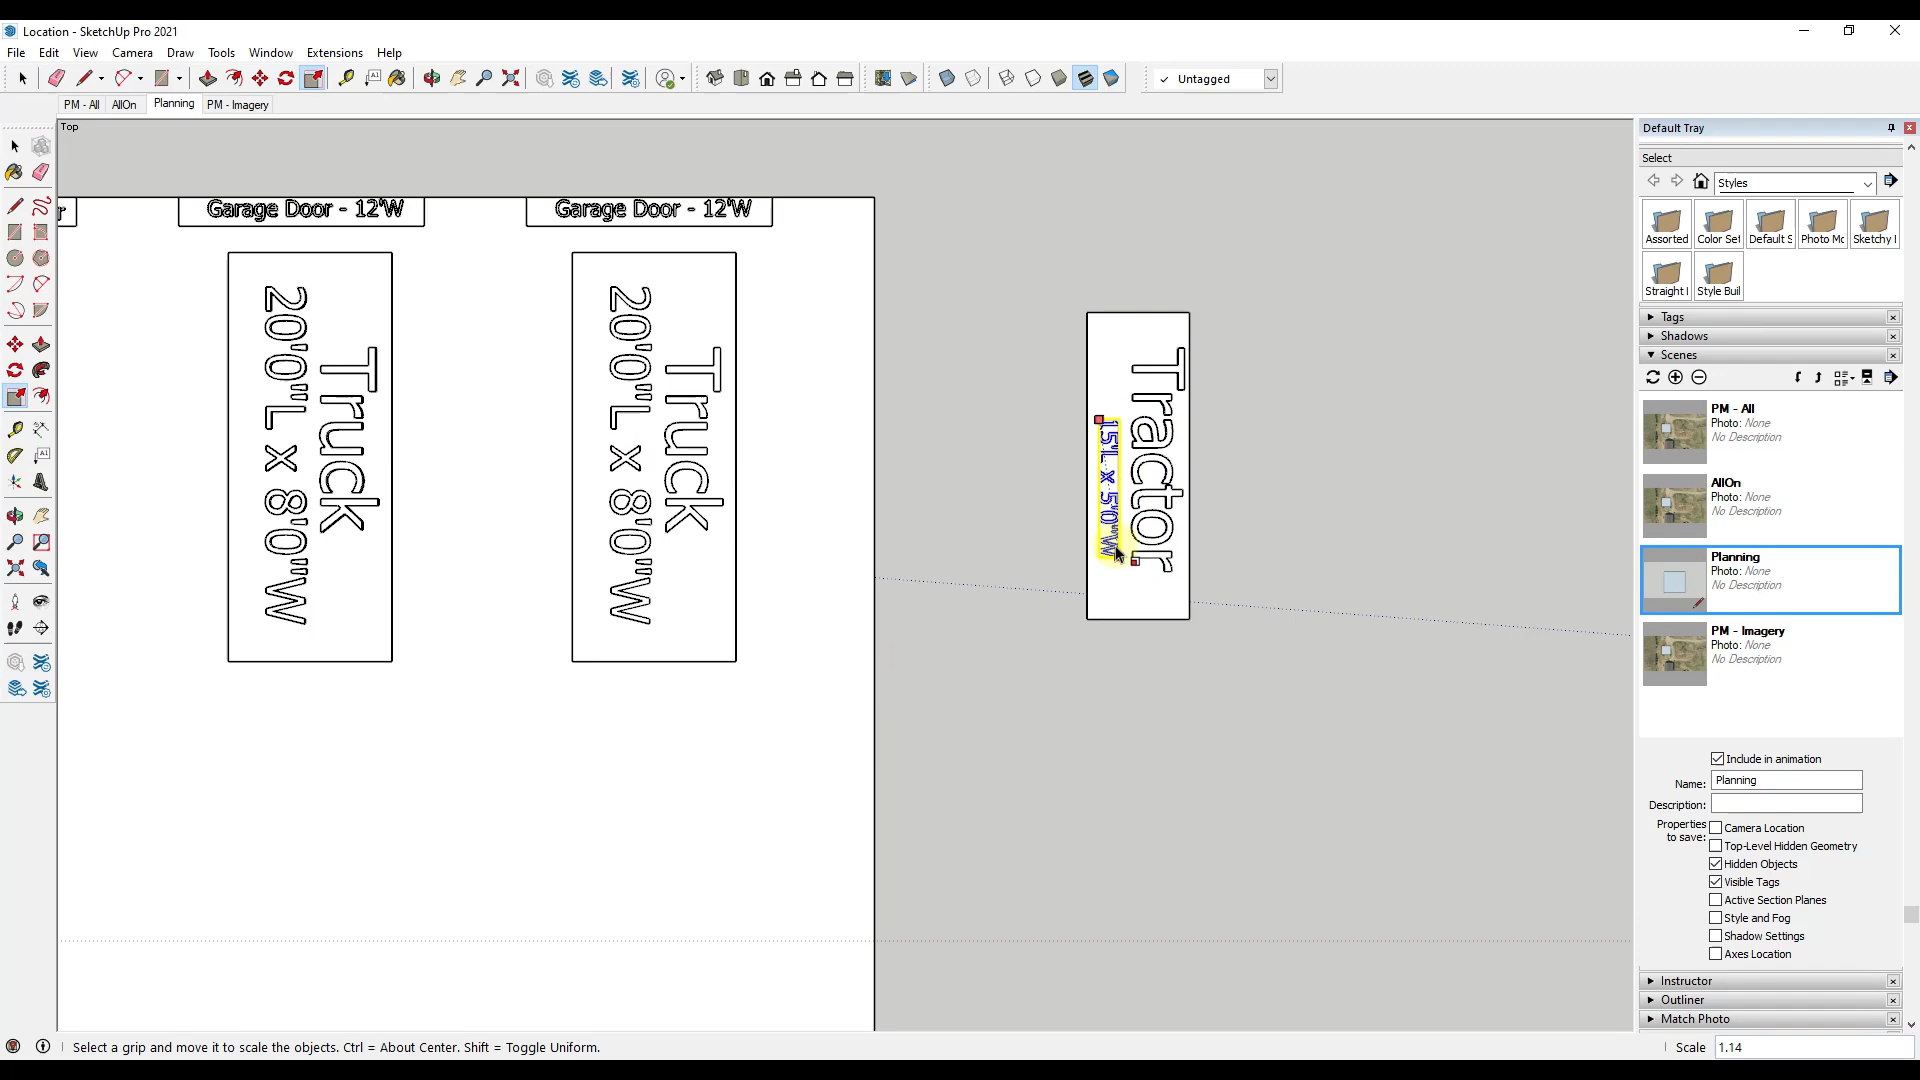 Location - SketchUp Pro 2021
File Edit View Camera Draw Tools Window Extensions Help
Untagged
PM - All AllOn Planning PM - Imagery
Top
Garage Door - 12'W
Garage Door - 12'W
Truck
20'0"L x 8'0"W
Truck
20'0"L x 8'0"W
Tractor
15'L x 5'0"W
Default Tray
Select
Styles
Assorted Color Set Default S Photo Mo Sketchy I
Straight l Style Buil
Tags
Shadows
Scenes
PM - All
Photo: None
No Description
AllOn
Photo: None
No Description
Planning
Photo: None
No Description
PM - Imagery
Photo: None
No Description
Include in animation
Name: Planning
Description:
Properties to save:
Camera Location
Top-Level Hidden Geometry
Hidden Objects
Visible Tags
Active Section Planes
Style and Fog
Shadow Settings
Axes Location
Instructor
Outliner
Match Photo
Select a grip and move it to scale the objects. Ctrl = About Center. Shift = Toggle Uniform.
Scale 1.14